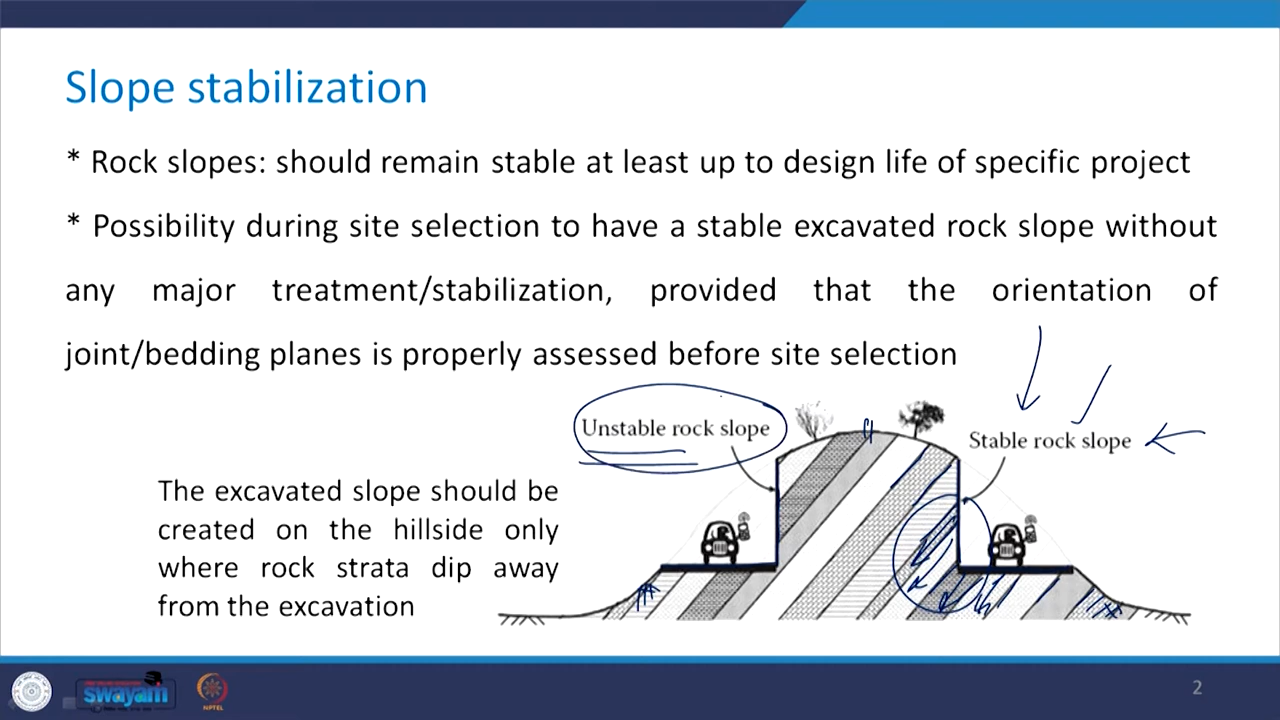 Slope stabilization
* Rock slopes: should remain stable at least up to design life of specific project
* Possibility during site selection to have a stable excavated rock slope without
any major treatment/stabilization, provided that the orientation of
joint/bedding planes is properly assessed before site selection
Unstable rock slope
Stable rock slope
The excavated slope should be
created on the hillside only
where rock strata dip away
from the excavation
swayam
NPTEL
2